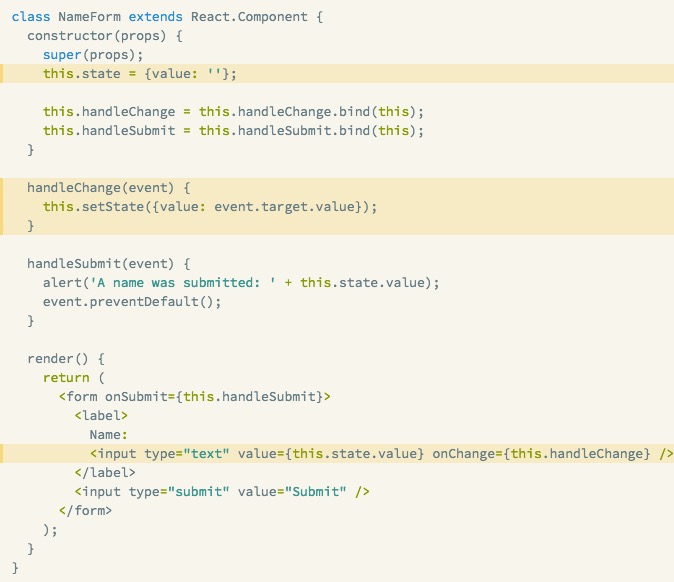 class NameForm extends React.Component {
  constructor(props) {
    super(props);
    this.state = {value: ''};

    this.handleChange = this.handleChange.bind(this);
    this.handleSubmit = this.handleSubmit.bind(this);
  }

  handleChange(event) {
    this.setState({value: event.target.value});
  }

  handleSubmit(event) {
    alert('A name was submitted: ' + this.state.value);
    event.preventDefault();
  }

  render() {
    return (
      <form onSubmit={this.handleSubmit}>
        <label>
          Name:
          <input type="text" value={this.state.value} onChange={this.handleChange} />
        </label>
        <input type="submit" value="Submit" />
      </form>
    );
  }
}